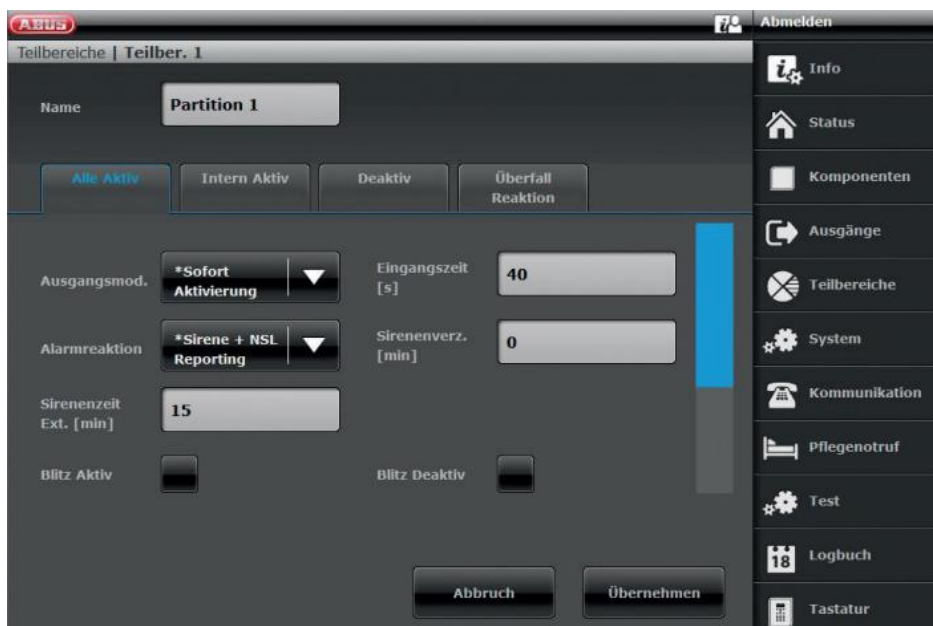 ABUS
Abmelden
Teilbereiche | Teilber. 1
Name
Partition 1
Alle Aktiv
Intern Aktiv
Deaktiv
Überfall
Reaktion
Ausgangsmod.
*Sofort
Aktivierung
Eingangszeit
[s]
40
Alarmreaktion
*Sirene + NSL
Reporting
Sirenenverz.
[min]
0
Sirenenzeit
Ext. [min]
15
Blitz Aktiv
Blitz Deaktiv
Abbruch
Übernehmen
Info
Status
Komponenten
Ausgänge
Teilbereiche
System
Kommunikation
Pflegenotruf
Test
18
Logbuch
Tastatur